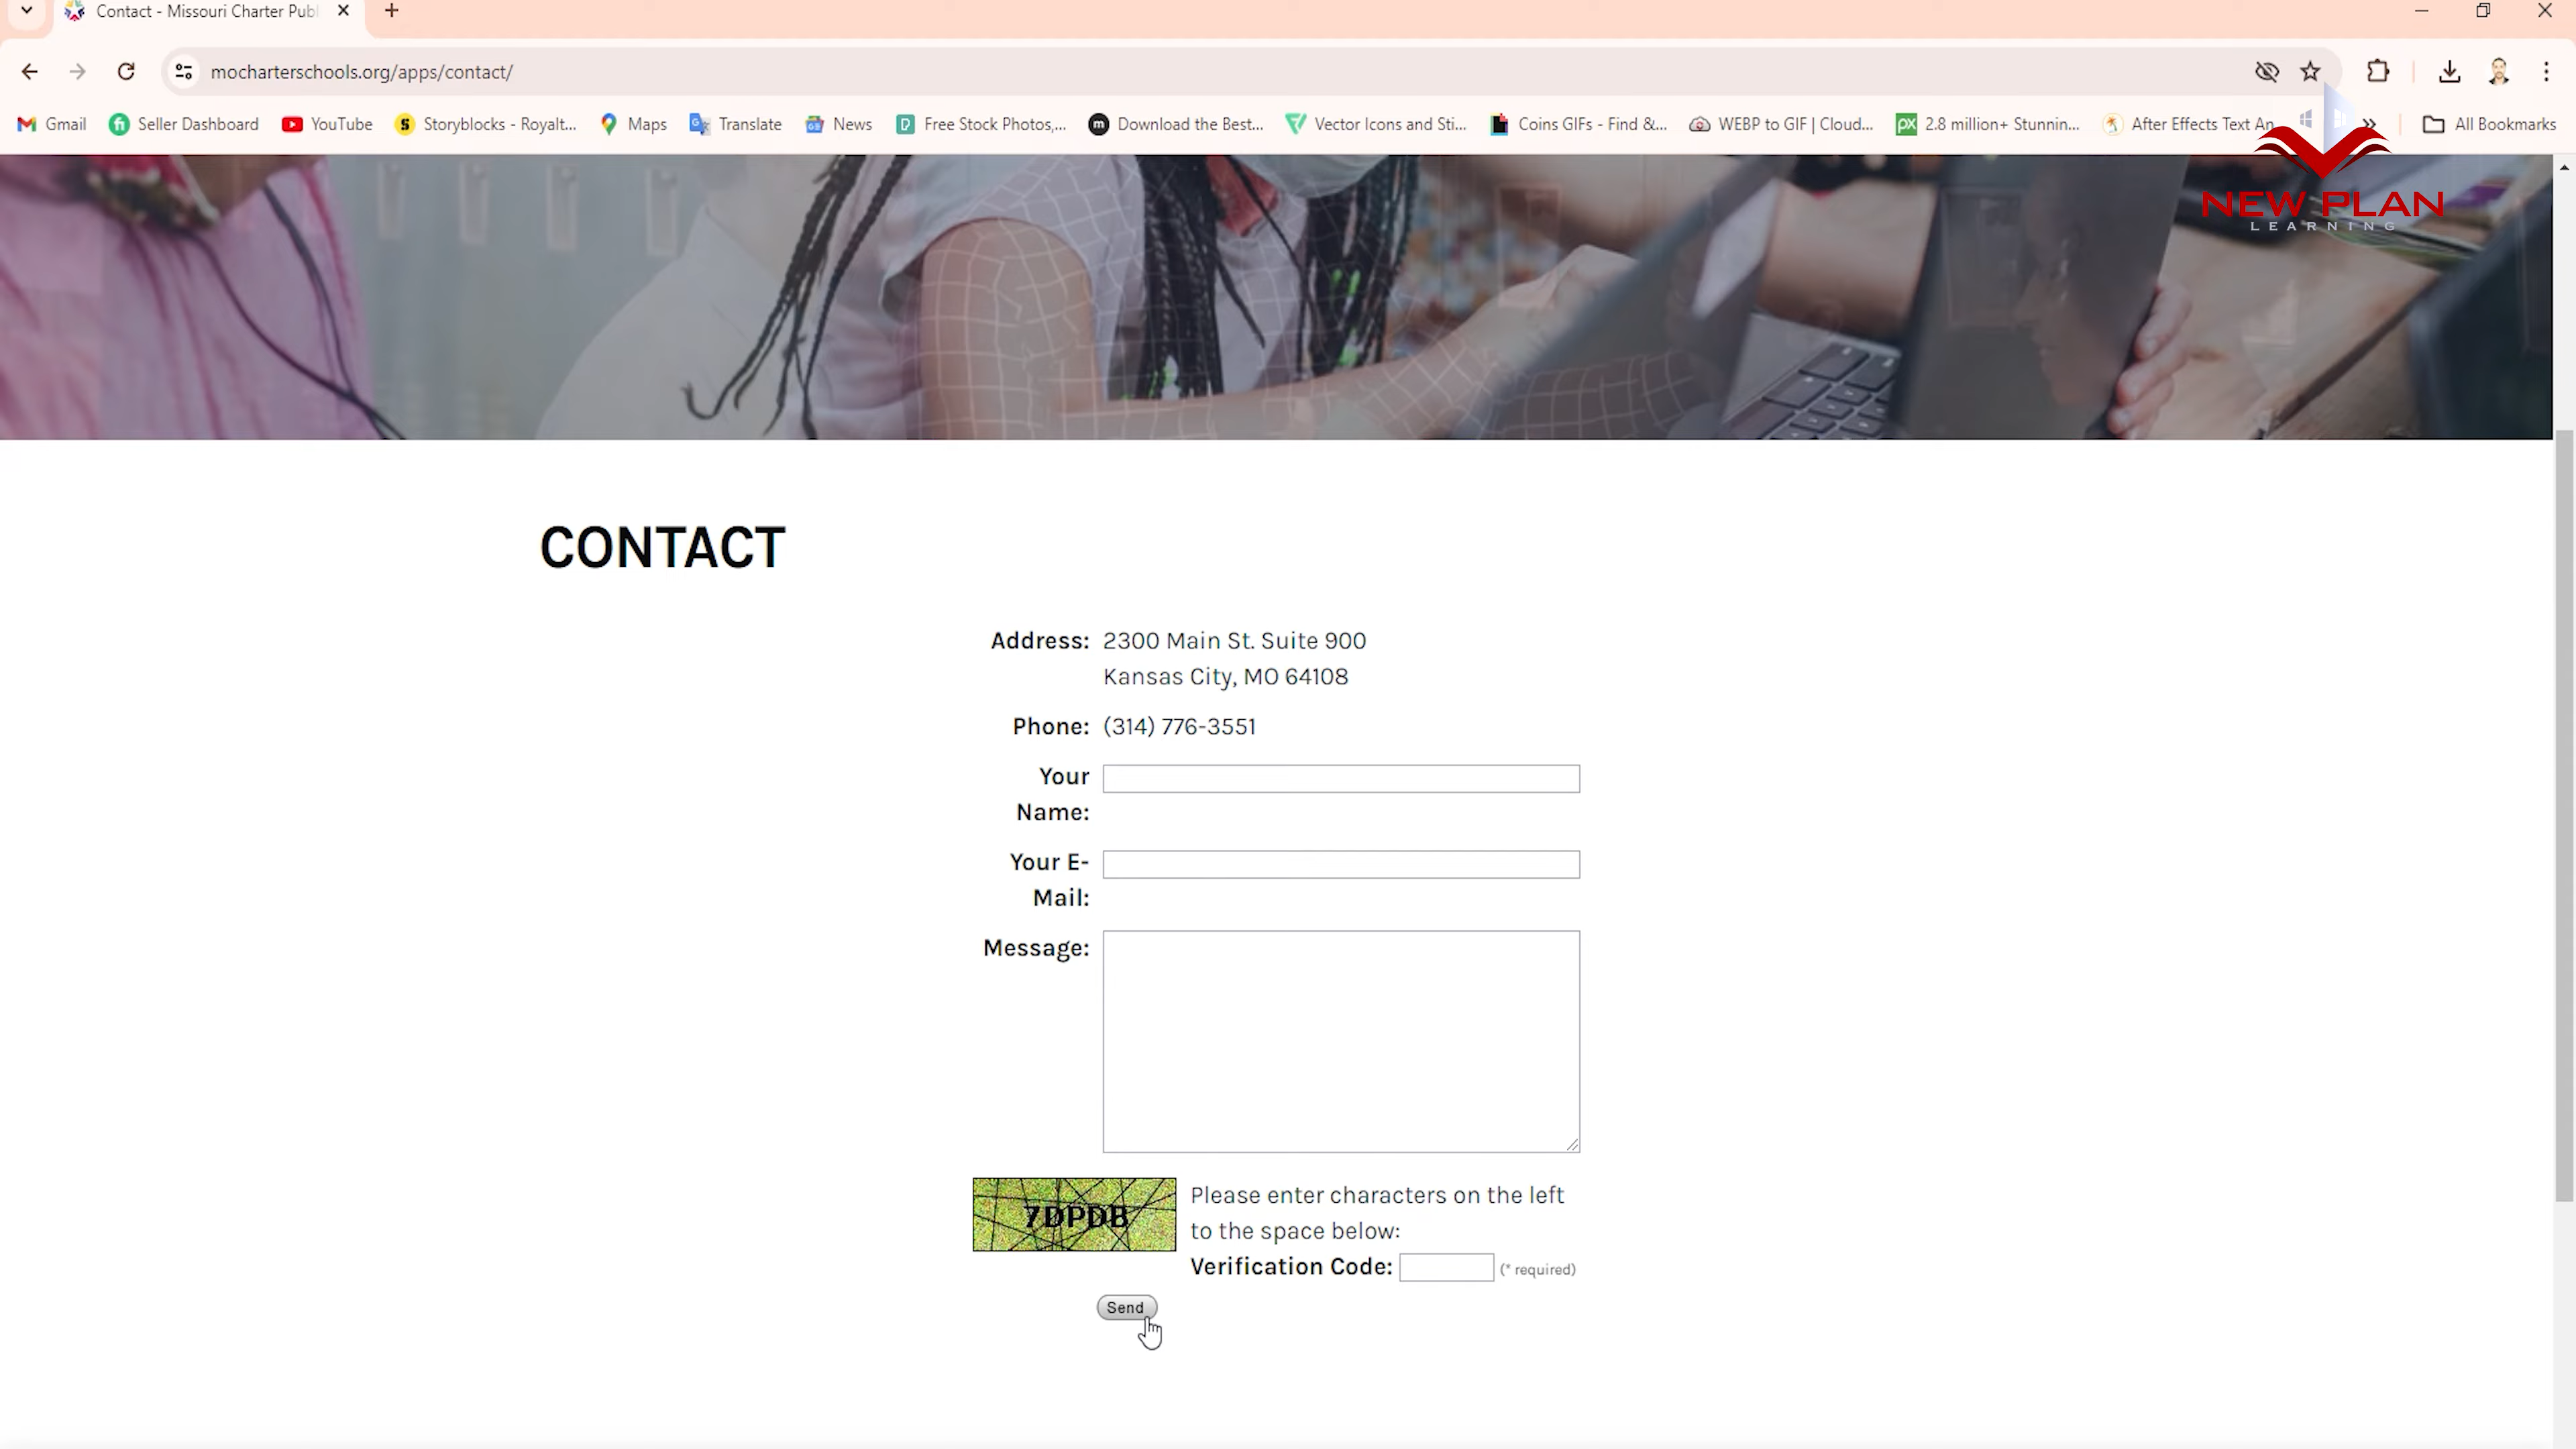 Contact - Missouri Charter Publ
mocharterschools.org/apps/contact/
Gmail Seller Dashboard YouTube Storyblocks - Royalt... Maps Translate News Free Stock Photos,... Download the Best... Vector Icons and Sti... Coins GIFs - Find &... WEBP to GIF | Cloud... 2.8 million+ Stunnin... After Effects Text An All Bookmarks
NEW PLAN
LEARNING
CONTACT
Address: 2300 Main St. Suite 900
Kansas City, MO 64108
Phone: (314) 776-3551
Your
Name:
Your E-
Mail:
Message:
7DPDB
Please enter characters on the left
to the space below:
Verification Code: (* required)
Send